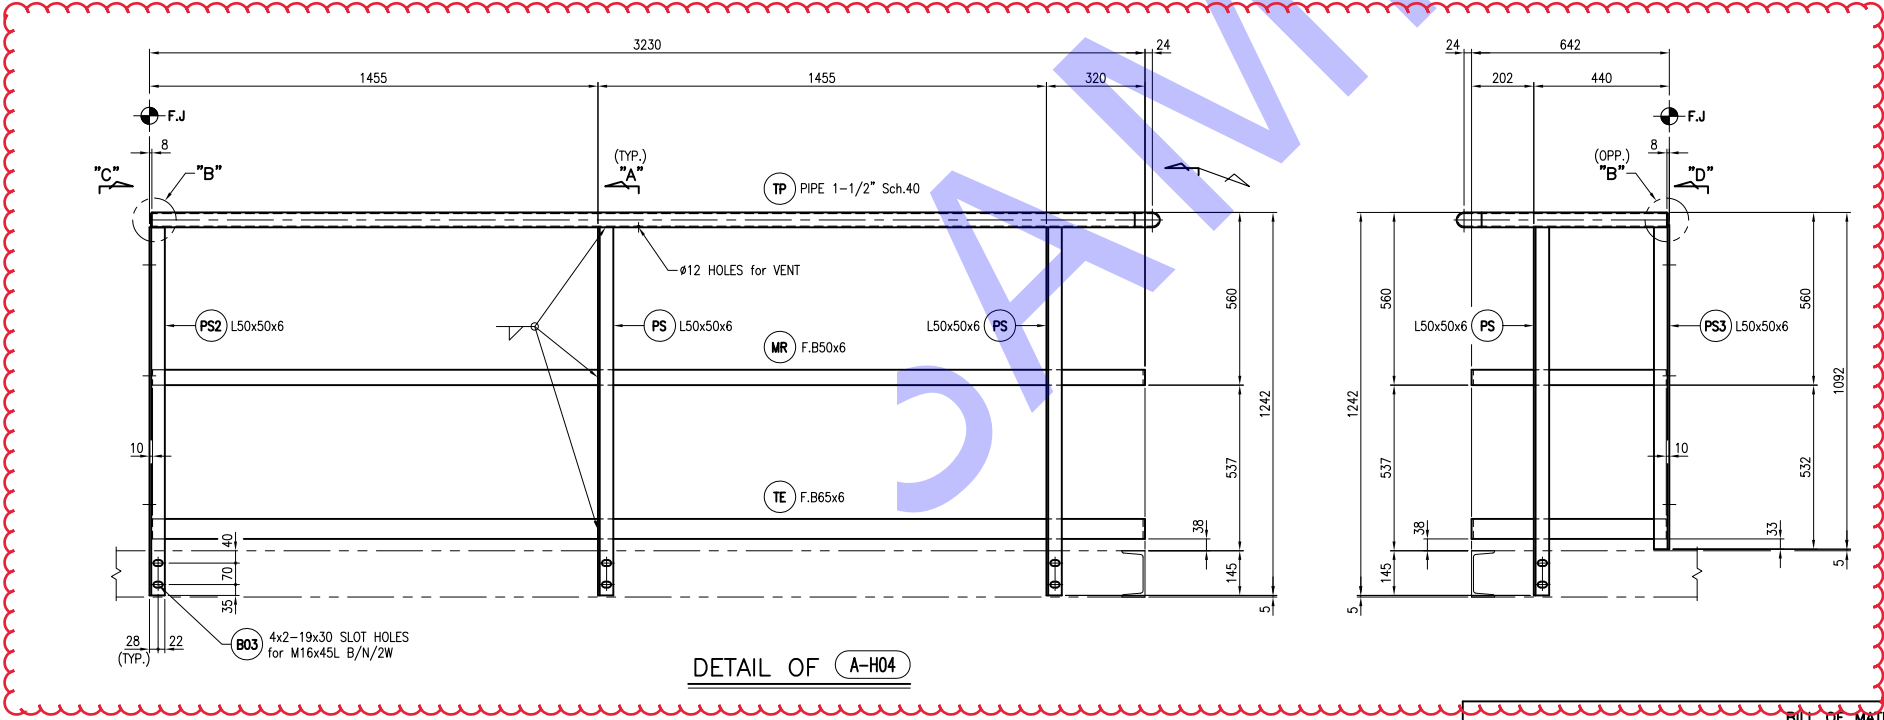 3230
24
1455
1455
320
F.J
8
"C"
"B"
(TYP.)
"A"
TP PIPE 1-1/2" Sch.40
ø12 HOLES for VENT
PS2 L50x50x6
PS L50x50x6
L50x50x6 PS
MR F.B50x6
TE F.B65x6
10
40
70
35
28
22
(TYP.)
B03 4x2-19x30 SLOT HOLES
for M16x45L B/N/2W
560
537
38
145
5
1242
24
642
202
440
F.J
8
(OPP.)
"B"
"D"
1242
560
537
38
145
5
L50x50x6 PS
PS3 L50x50x6
10
560
532
33
1092
5
DETAIL OF A-H04
SAM
BILL OF MAT